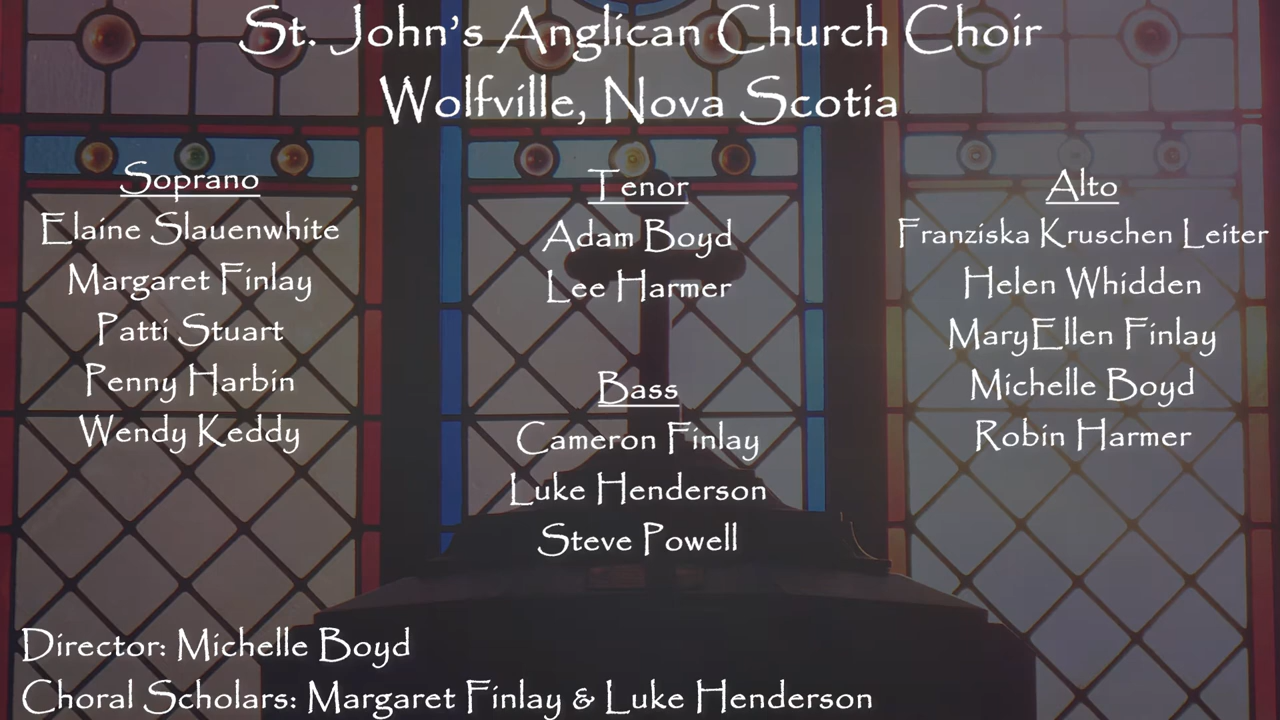 St. John's Anglican Church Choir
Wolfville, Nova Scotia
Soprano
Elaine Slauenwhite
Margaret Finlay
Patti Stuart
Penny Harbin
Wendy Keddy
Tenor
Adam Boyd
Lee Harmer
Bass
Cameron Finlay
Luke Henderson
Steve Powell
Alto
Franziska Kruschen Leiter
Helen Whidden
MaryEllen Finlay
Michelle Boyd
Robin Harmer
Director: Michelle Boyd
Choral Scholars: Margaret Finlay & Luke Henderson